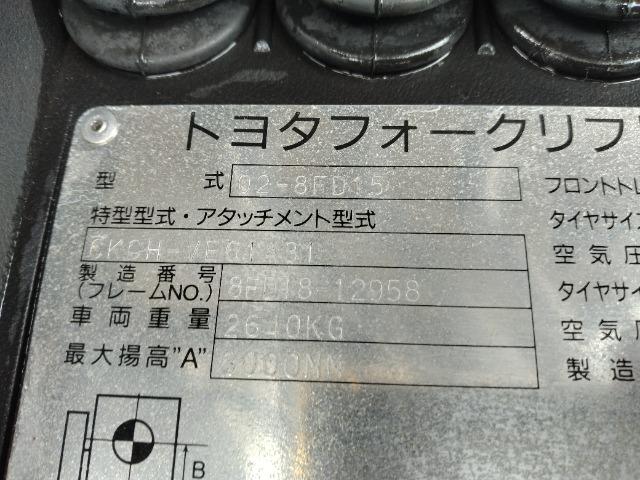 トヨタフォークリフ
型 式 02-8FD15
フロントトレ
特型型式・アタッチメント型式
タイヤサイズ
空気圧
製造番号
(フレームNO.) 8FD18-12958
タイヤサイ
車両重量 2640KG
空気圧
最大揚高"A" 3000MM
製造
B